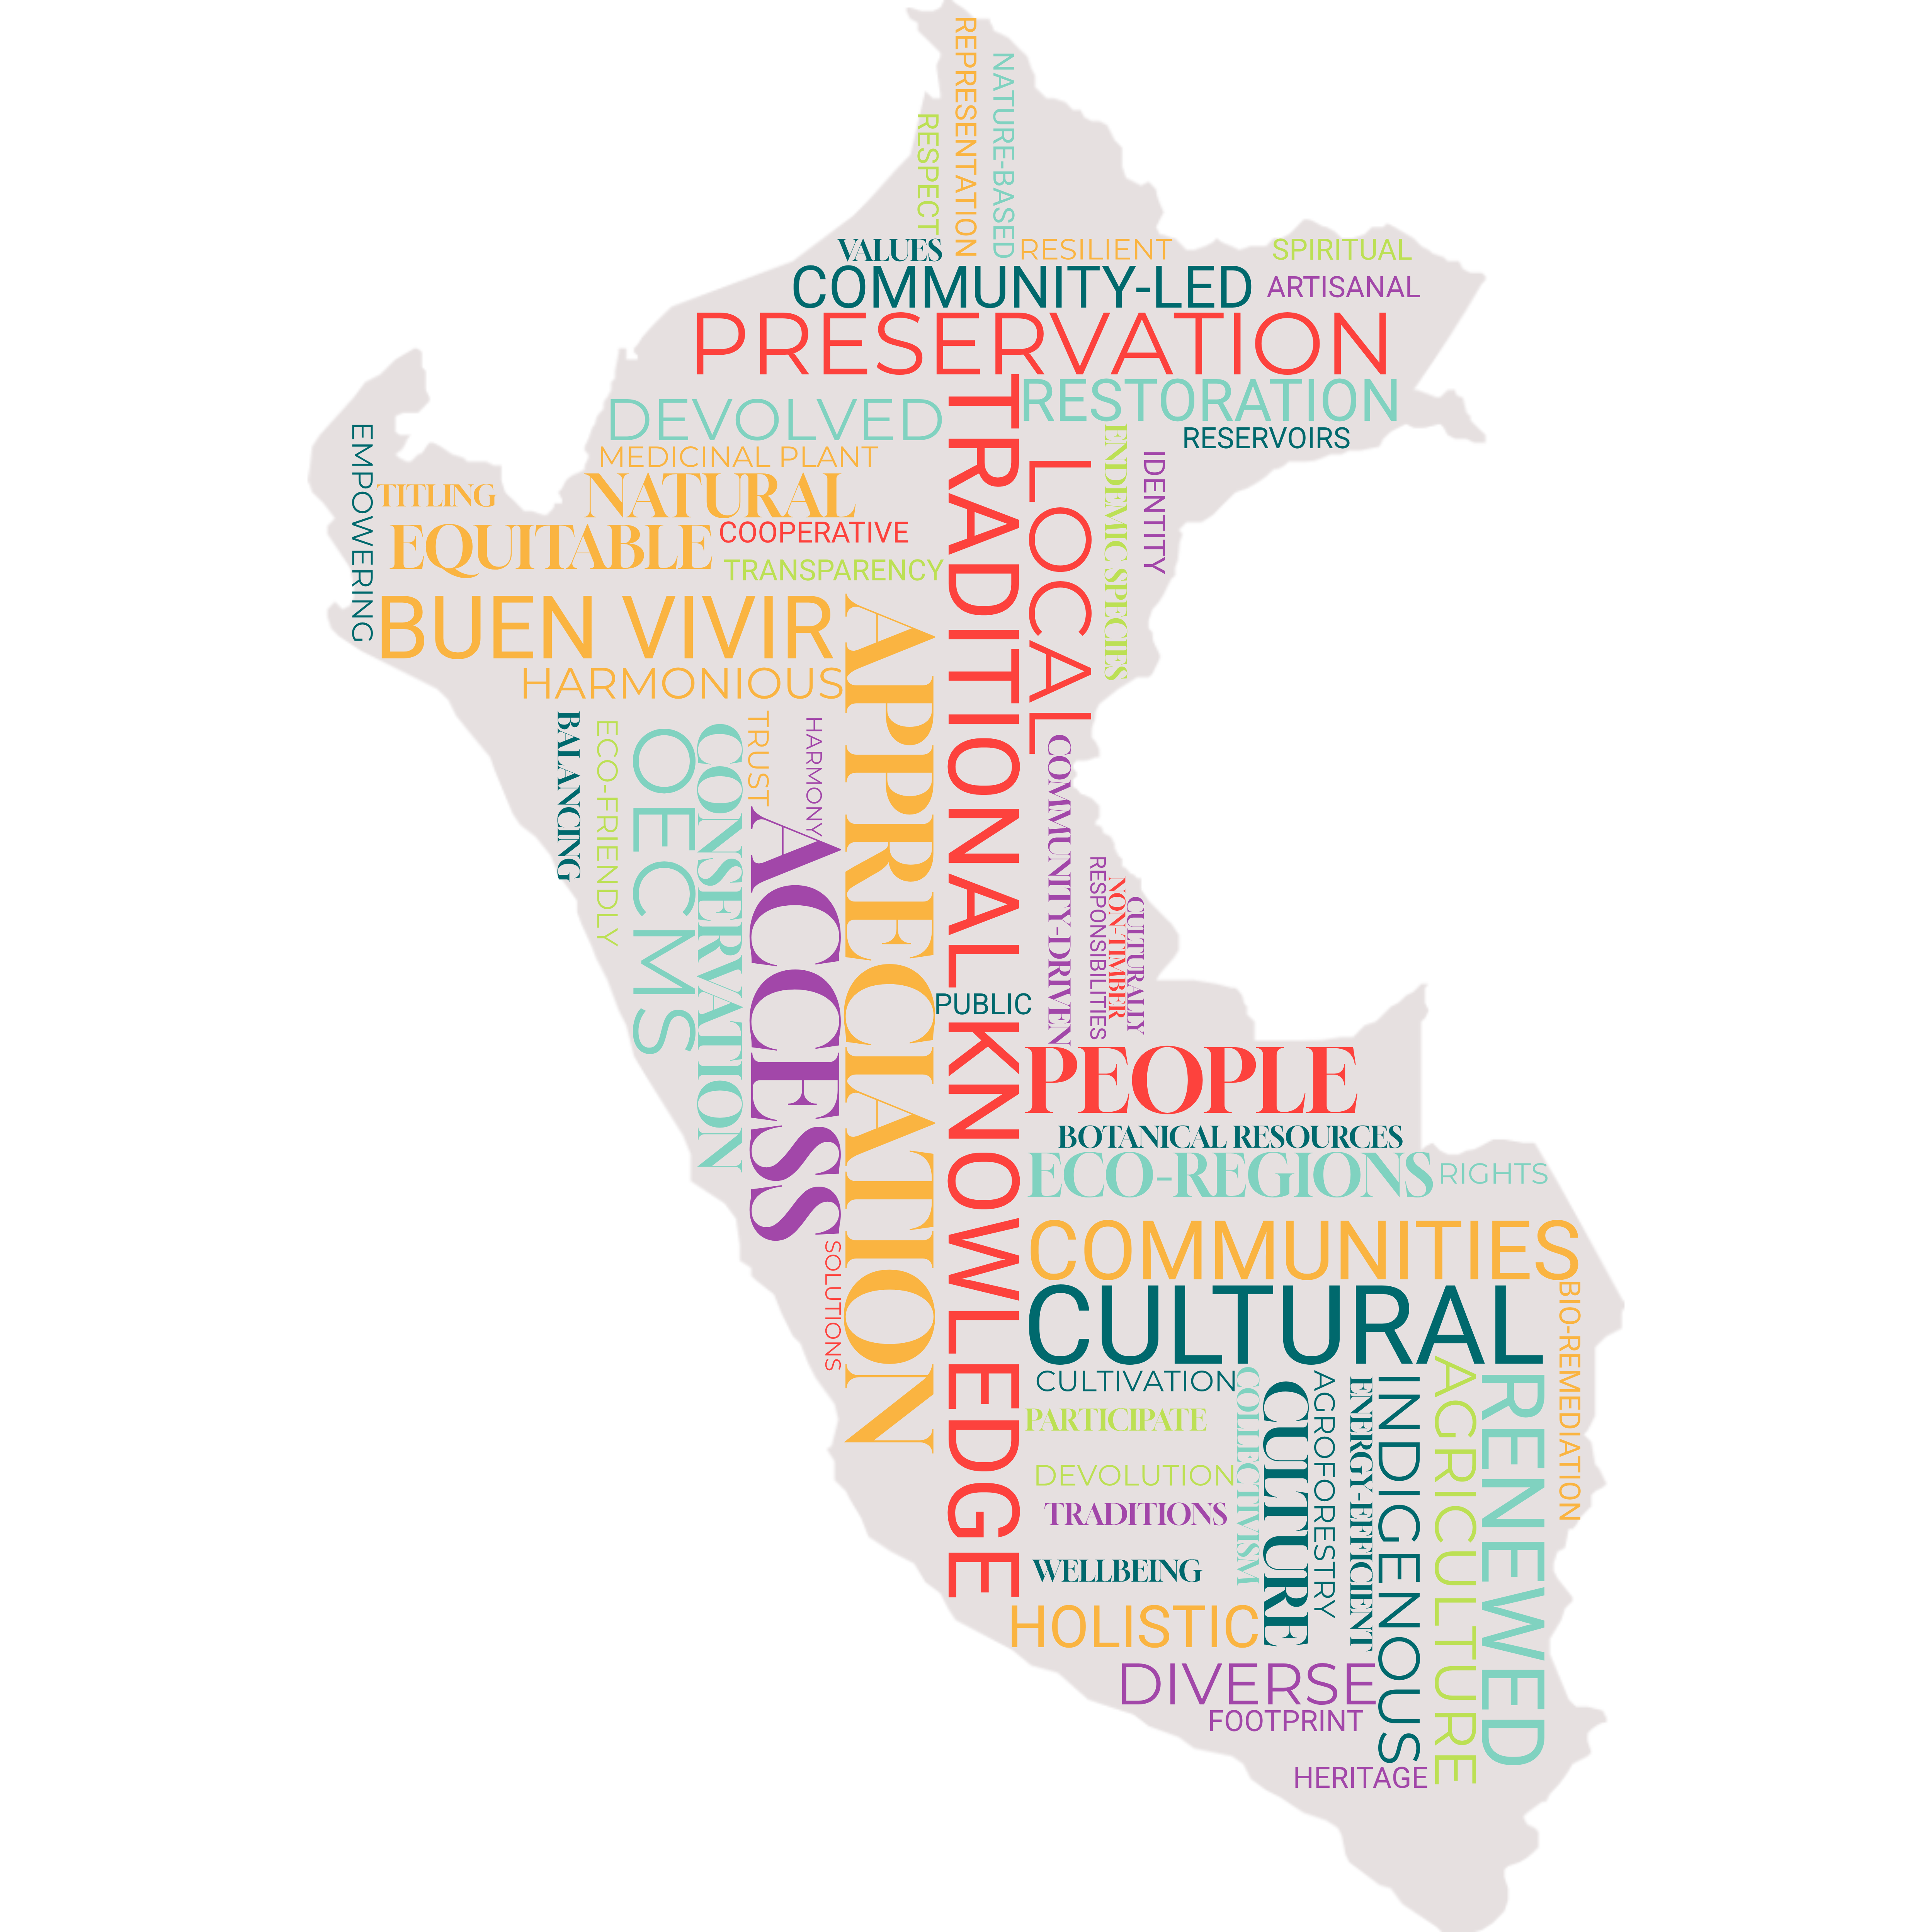 REPRESENTATION
NATURE-BASED
RESPECT
VALUES
RESILIENT
SPIRITUAL
COMMUNITY-LED
ARTISANAL
PRESERVATION
TRADITIONAL KNOWLEDGE
RESTORATION
DEVOLVED
RESERVOIRS
MEDICINAL PLANT
EMPOWERING
TITLING
NATURAL
LOCAL
ENDEMIC SPECIES
IDENTITY
EQUITABLE
COOPERATIVE
TRANSPARENCY
BUEN VIVIR
APPRECIATION
HARMONIOUS
BALANCING
ECO-FRIENDLY
OECMS
CONSERVATION
TRUST
HARMONY
ACCESS
COMMUNITY-DRIVEN
RESPONSIBILITIES
NON-TIMBER
CULTURALLY
PUBLIC
PEOPLE
BOTANICAL RESOURCES
ECO-REGIONS
RIGHTS
COMMUNITIES
SOLUTIONS
CULTURAL
BIO-REMEDIATION
CULTIVATION
COLLECTIVISM
CULTURE
AGROFORESTRY
ENERGY-EFFICIENT
INDIGENOUS
AGRICULTURE
RENEWED
PARTICIPATE
DEVOLUTION
TRADITIONS
WELLBEING
HOLISTIC
DIVERSE
FOOTPRINT
HERITAGE